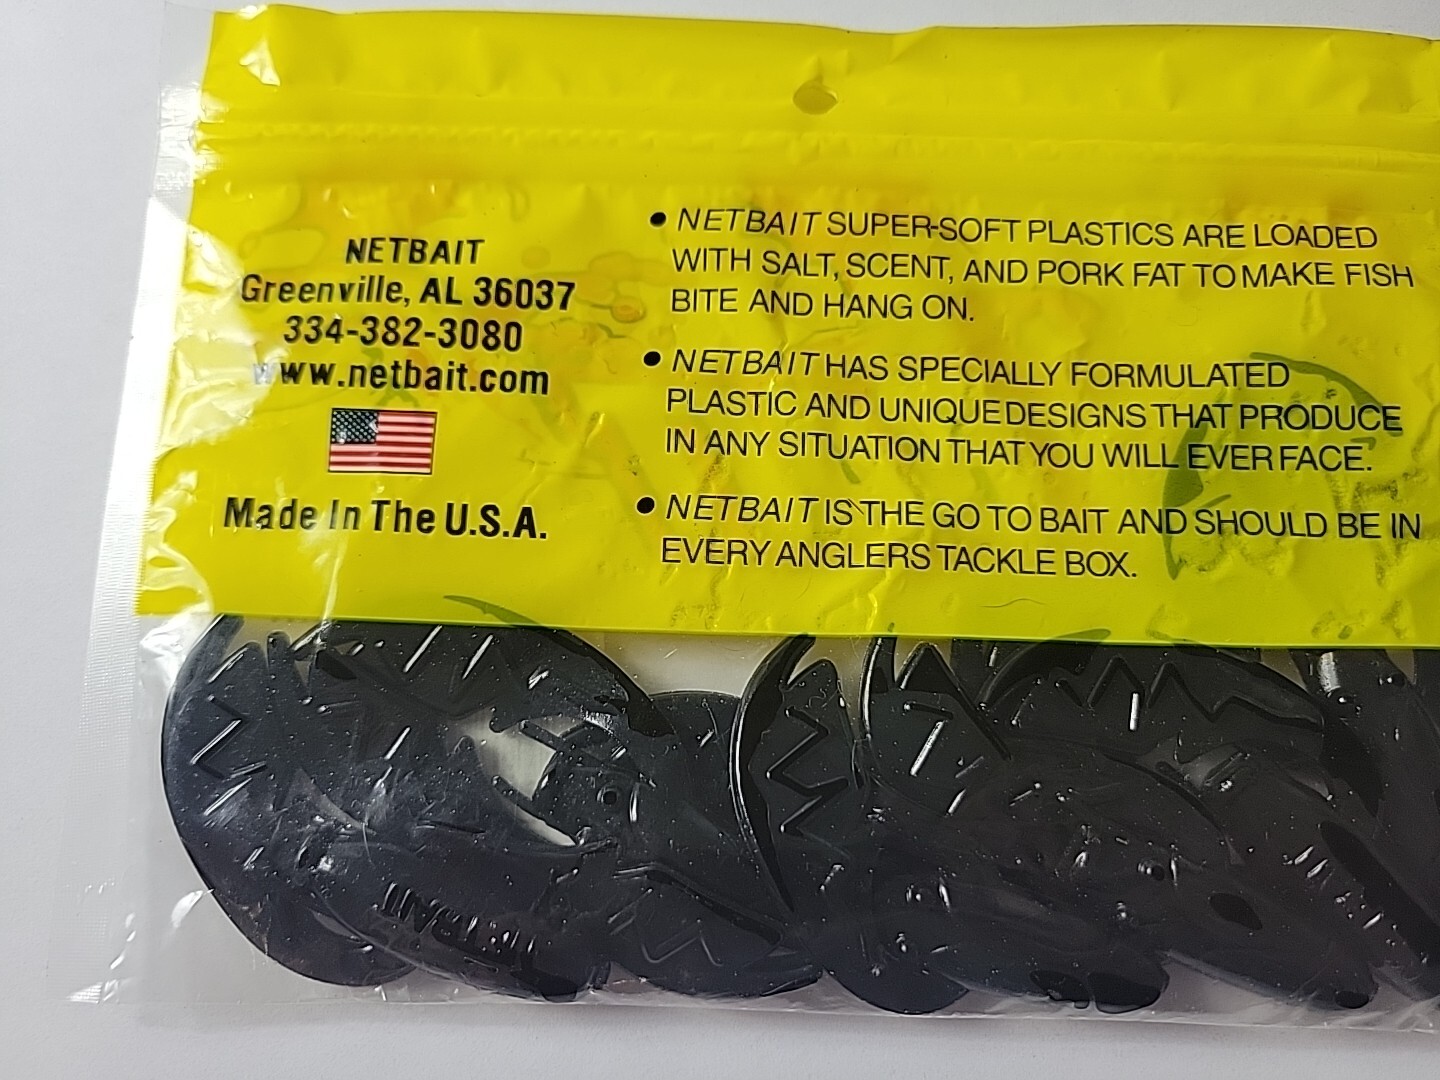 NETBAIT
Greenville, AL 36037
334-382-3080
www.netbait.com
Made In The U.S.A.
• NETBAIT SUPER-SOFT PLASTICS ARE LOADED
WITH SALT, SCENT, AND PORK FAT TO MAKE FISH
BITE AND HANG ON.
• NETBAIT HAS SPECIALLY FORMULATED
PLASTIC AND UNIQUE DESIGNS THAT PRODUCE
IN ANY SITUATION THAT YOU WILL EVER FACE.
• NETBAIT IS THE GO TO BAIT AND SHOULD BE IN
EVERY ANGLERS TACKLE BOX.
NETBAIT